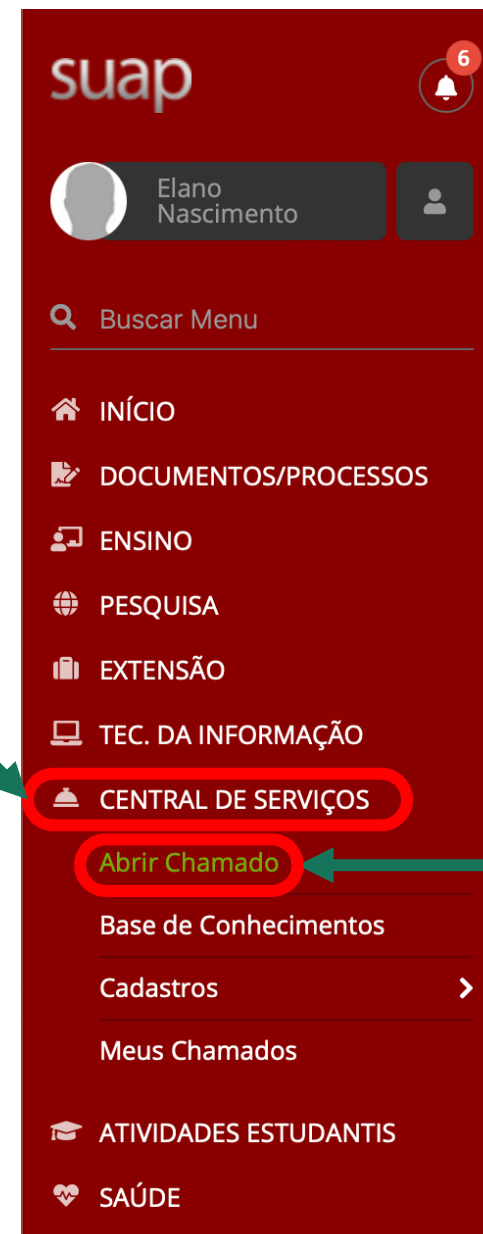 suap
6
Elano
Nascimento
Buscar Menu
INÍCIO
DOCUMENTOS/PROCESSOS
ENSINO
PESQUISA
EXTENSÃO
TEC. DA INFORMAÇÃO
CENTRAL DE SERVIÇOS
Abrir Chamado
Base de Conhecimentos
Cadastros
Meus Chamados
ATIVIDADES ESTUDANTIS
SAÚDE